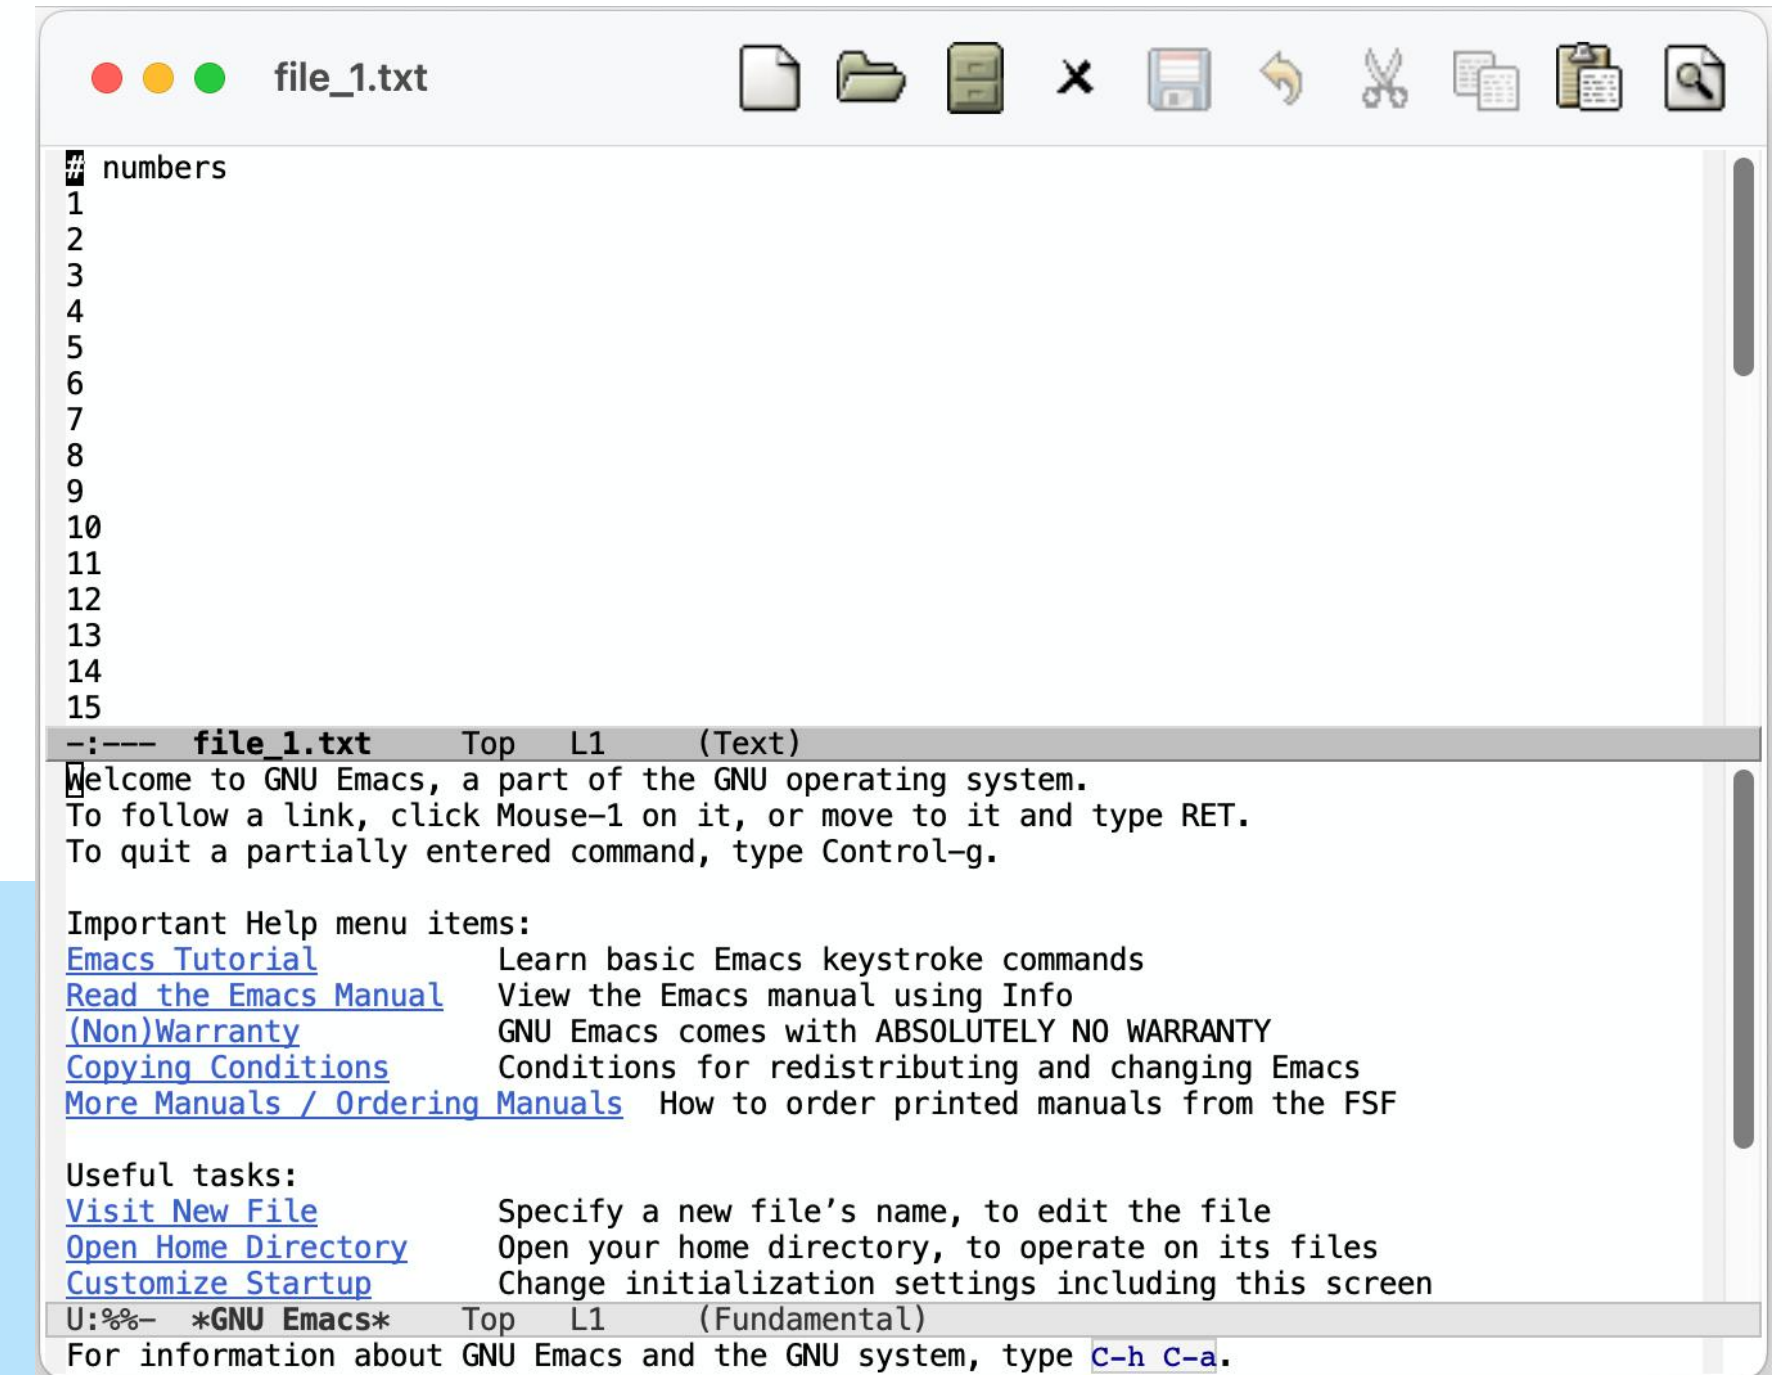 file_1.txt
# numbers
1
2
3
4
5
6
7
8
9
10
11
12
13
14
15
-:--- file_1.txt Top L1 (Text)
Welcome to GNU Emacs, a part of the GNU operating system.
To follow a link, click Mouse-1 on it, or move to it and type RET.
To quit a partially entered command, type Control-g.
Important Help menu items:
Emacs Tutorial Learn basic Emacs keystroke commands
Read the Emacs Manual View the Emacs manual using Info
(Non)Warranty GNU Emacs comes with ABSOLUTELY NO WARRANTY
Copying Conditions Conditions for redistributing and changing Emacs
More Manuals / Ordering Manuals How to order printed manuals from the FSF
Useful tasks:
Visit New File Specify a new file’s name, to edit the file
Open Home Directory Open your home directory, to operate on its files
Customize Startup Change initialization settings including this screen
U:%%- *GNU Emacs* Top L1 (Fundamental)
For information about GNU Emacs and the GNU system, type C-h C-a.